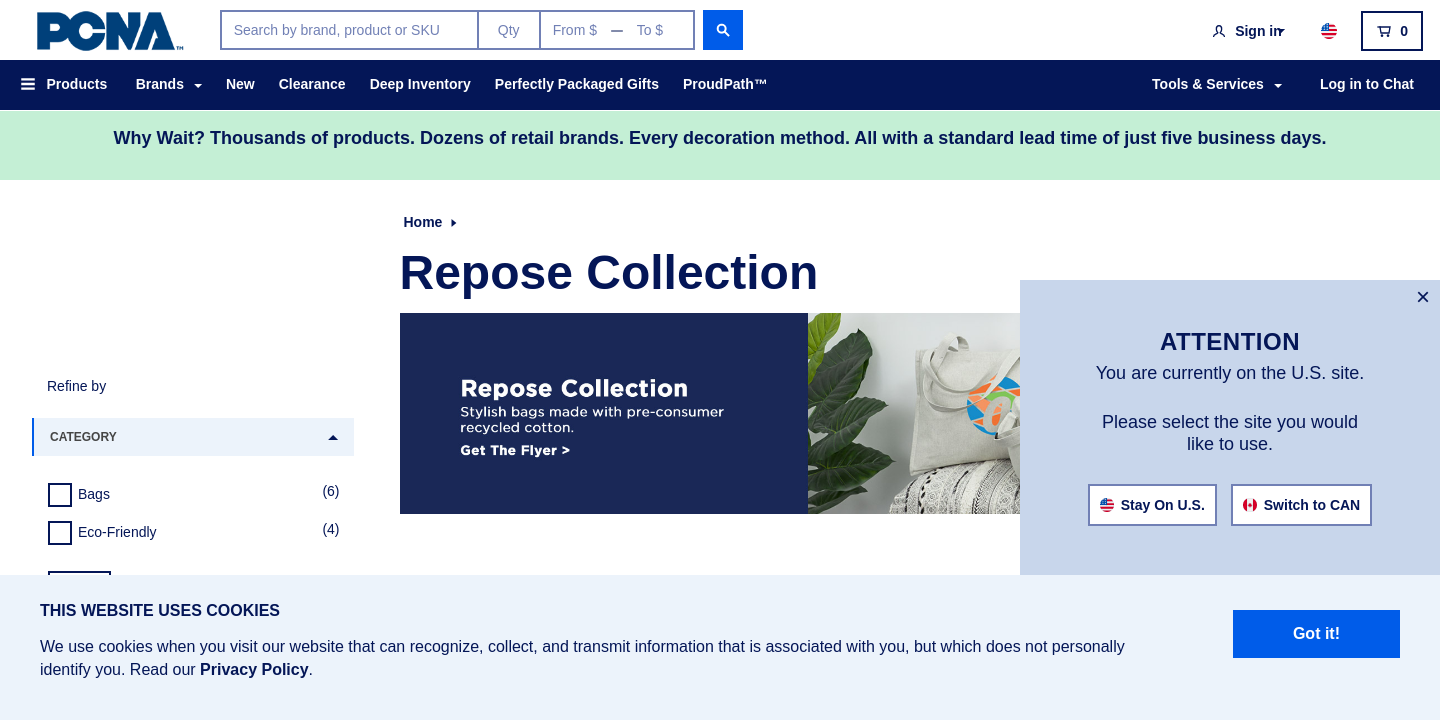 PCNA™
Search by brand, product or SKU
Qty
From $ — To $
Sign in
0
Products
Brands
New
Clearance
Deep Inventory
Perfectly Packaged Gifts
ProudPath™
Tools & Services
Log in to Chat
Why Wait? Thousands of products. Dozens of retail brands. Every decoration method. All with a standard lead time of just five business days.
Home
Repose Collection
Repose Collection
Stylish bags made with pre-consumer
recycled cotton.
Get The Flyer >
Refine by
CATEGORY
Bags (6)
Eco-Friendly (4)
×
ATTENTION
You are currently on the U.S. site.
Please select the site you would
like to use.
Stay On U.S.
Switch to CAN
THIS WEBSITE USES COOKIES
We use cookies when you visit our website that can recognize, collect, and transmit information that is associated with you, but which does not personally
identify you. Read our Privacy Policy.
Got it!